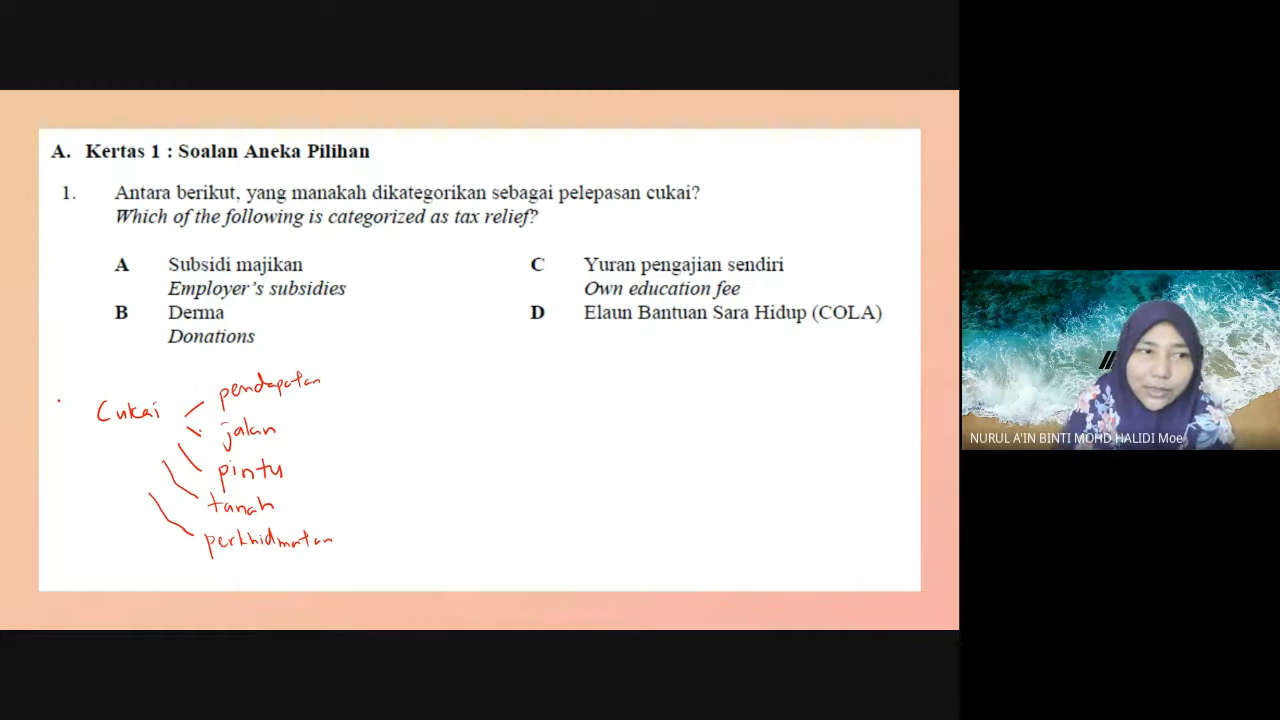 A. Kertas 1 : Soalan Aneka Pilihan
1. Antara berikut, yang manakah dikategorikan sebagai pelepasan cukai?
Which of the following is categorized as tax relief?
A Subsidi majikan
Employer's subsidies
B Derma
Donations
C Yuran pengajian sendiri
Own education fee
D Elaun Bantuan Sara Hidup (COLA)
Cukai
pendapatan
jalan
pintu
tanah
perkhidmatan
NURUL A'IN BINTI MOHD HALIDI Moe